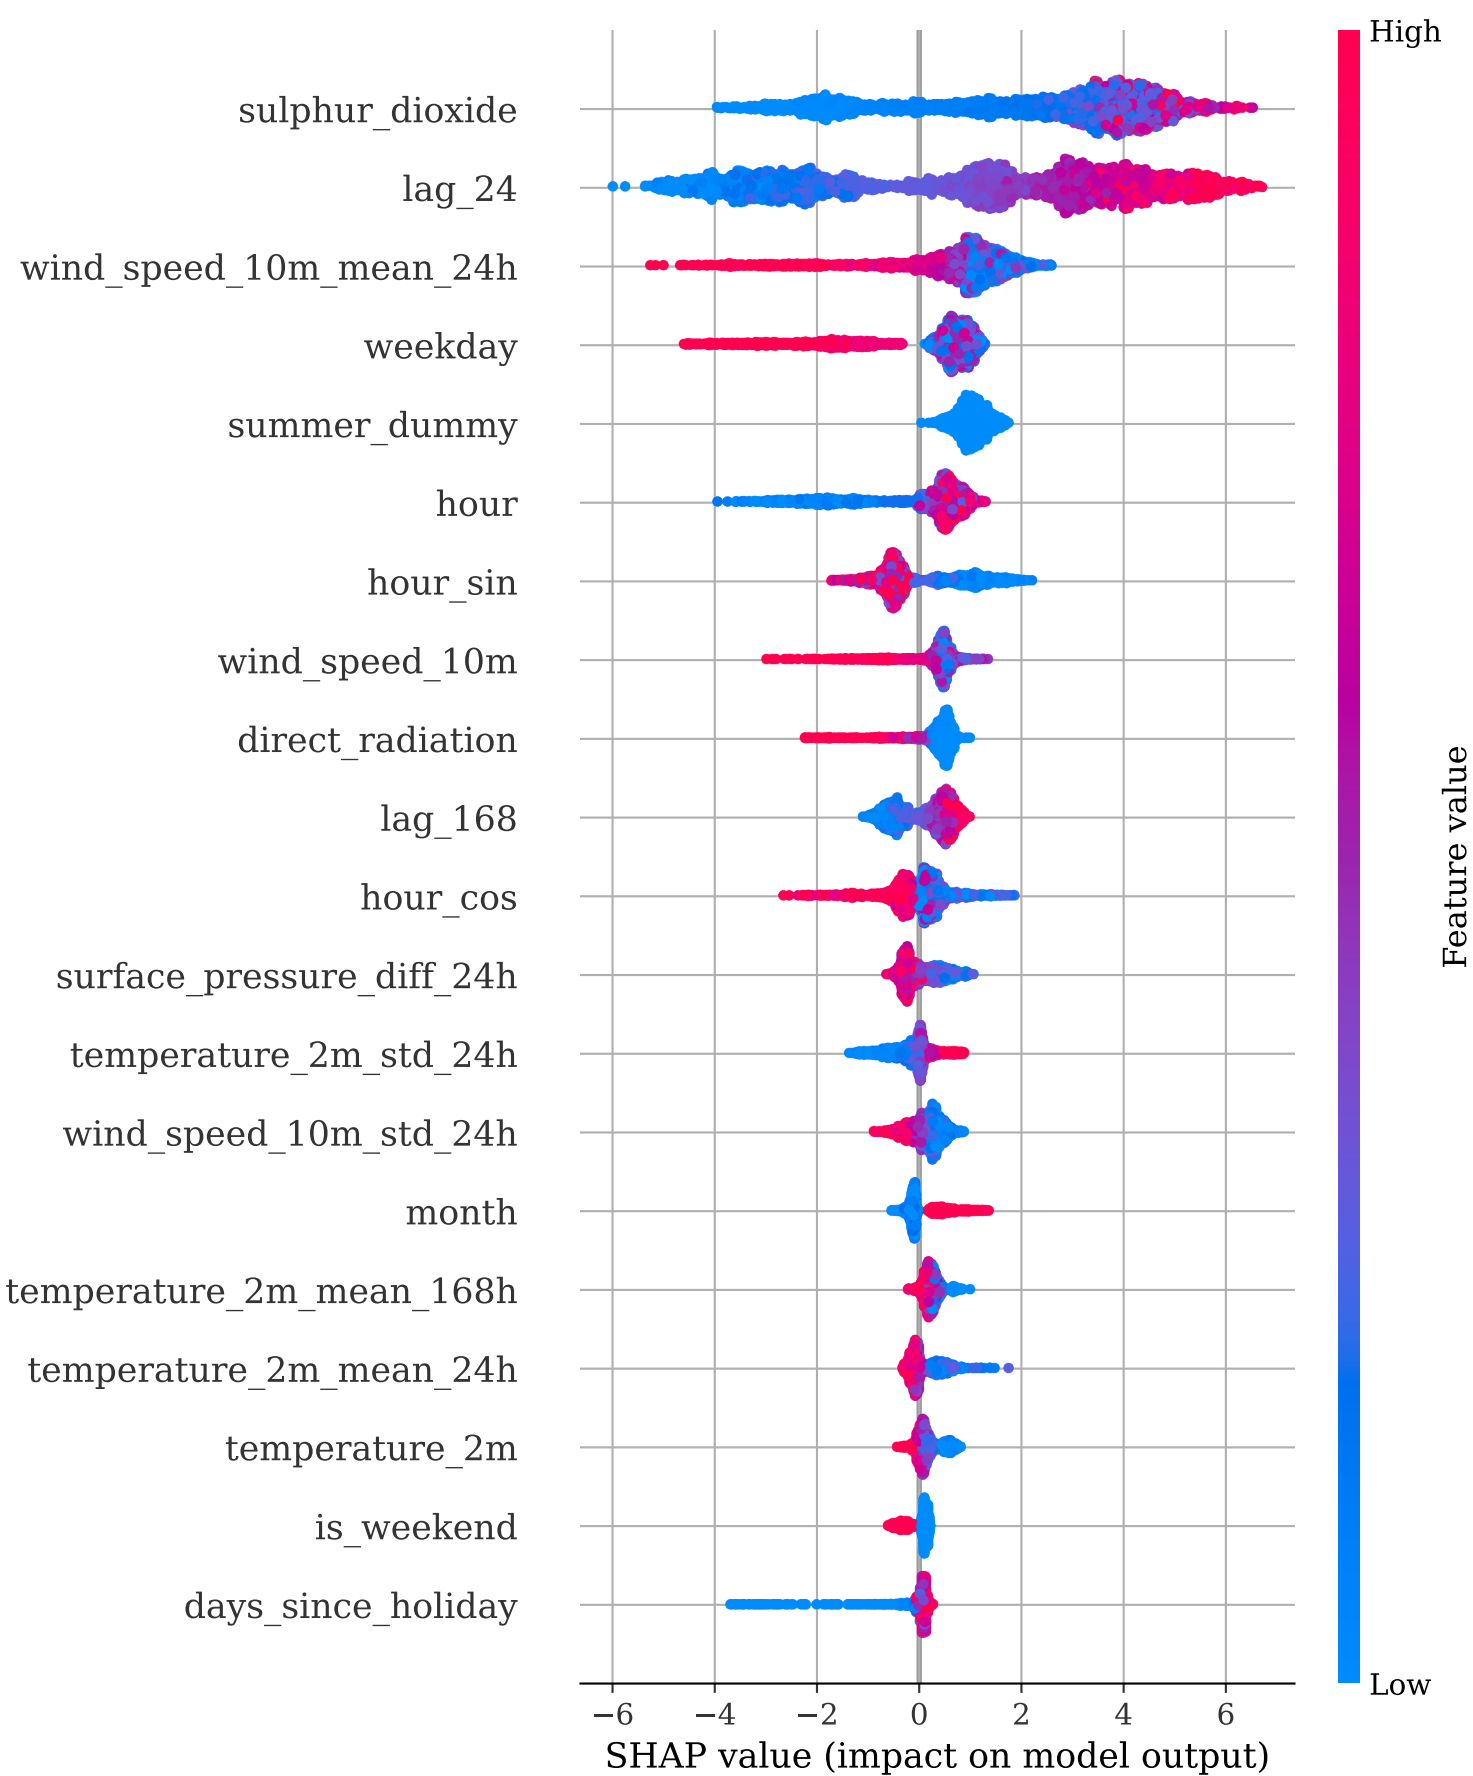 High
sulphur_dioxide
lag_24
wind_speed_10m_mean_24h
weekday
summer_dummy
hour
hour_sin
wind_speed_10m
direct_radiation
lag_168
hour_cos
surface_pressure_diff_24h
temperature_2m_std_24h
wind_speed_10m_std_24h
month
temperature_2m_mean_168h
temperature_2m_mean_24h
temperature_2m
is_weekend
days_since_holiday
Feature value
Low
−6 −4 −2 0 2 4 6
SHAP value (impact on model output)